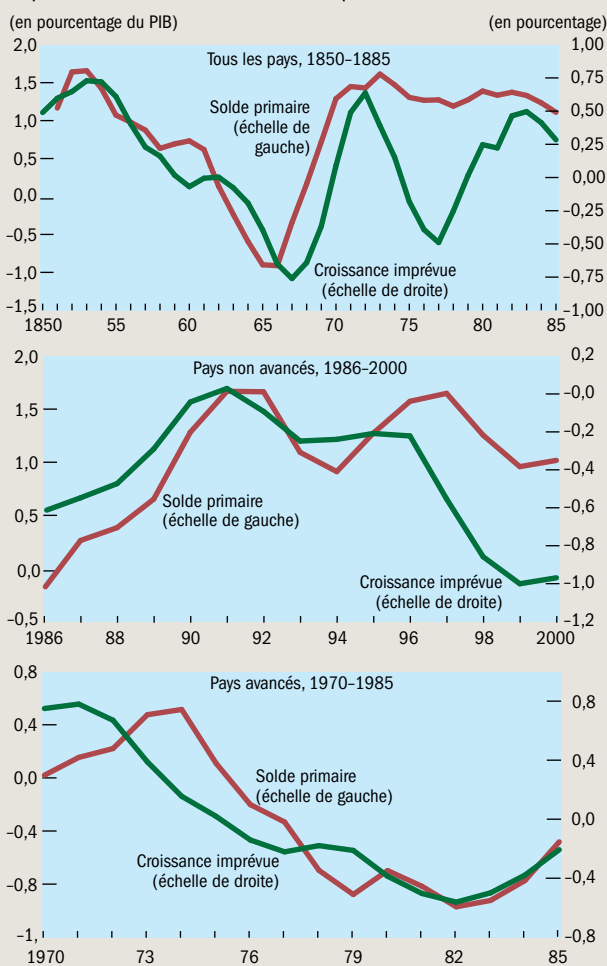 (en pourcentage du PIB) (en pourcentage)
Tous les pays, 1850–1885
2,0 1,00
1,5 0,75
1,0 0,50
0,5 0,25
0,0 0,00
–0,5 –0,25
–1,0 –0,50
–1,5 –0,75
–1,00
Solde primaire
(échelle de
gauche)
Croissance imprévue
(échelle de droite)
1850 55 60 65 70 75 80 85
Pays non avancés, 1986–2000
2,0 0,2
1,5 –0,0
1,0 –0,2
0,5 –0,4
0,0 –0,6
–0,5 –0,8
–1,0
–1,2
Solde primaire
(échelle de gauche)
Croissance imprévue
(échelle de droite)
1986 88 90 92 94 96 98 2000
Pays avancés, 1970–1985
0,8 0,8
0,4 0,4
0,0 0,0
–0,4 –0,4
–0,8 –0,8
–1,
Solde primaire
(échelle de gauche)
Croissance imprévue
(échelle de droite)
1970 73 76 79 82 85